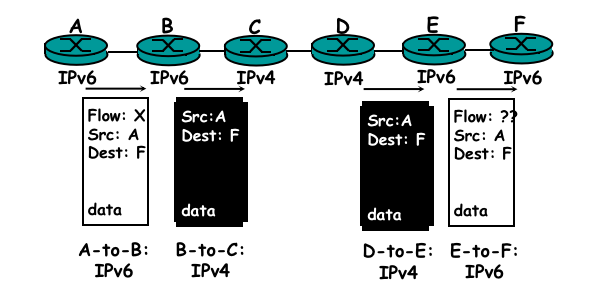 A B C D E F
IPv6 IPv6 IPv4 IPv4 IPv6 IPv6
Flow: X
Src: A
Dest: F
data
Src:A
Dest: F
data
Src:A
Dest: F
data
Flow: ??
Src: A
Dest: F
data
A-to-B:
IPv6
B-to-C:
IPv4
D-to-E:
IPv4
E-to-F:
IPv6